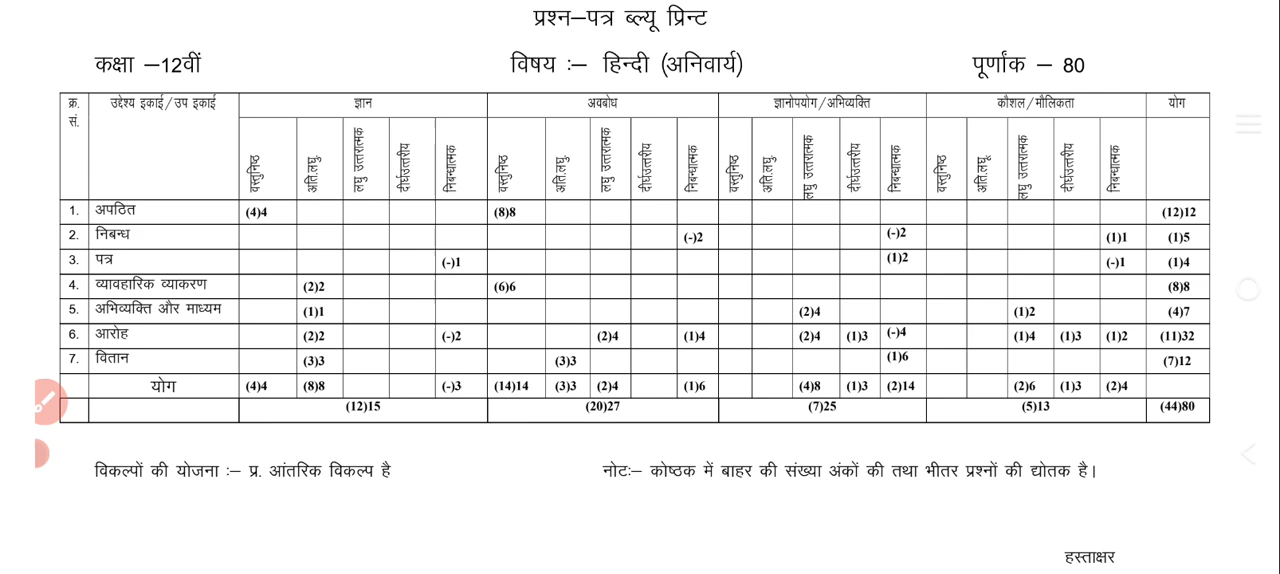 प्रश्न–पत्र ब्ल्यू प्रिन्ट
कक्षा –12वीं विषय :– हिन्दी (अनिवार्य) पूर्णांक – 80
क्र. सं. उद्देश्य इकाई/उप इकाई ज्ञान अवबोध ज्ञानोपयोग/अभिव्यक्ति कौशल/मौलिकता योग
वस्तुनिष्ठ अति.लघु. लघु उत्तरात्मक दीर्घउत्तरीय निबन्धात्मक वस्तुनिष्ठ अति.लघु. लघु उत्तरात्मक दीर्घउत्तरीय निबन्धात्मक वस्तुनिष्ठ अति.लघु. लघु उत्तरात्मक दीर्घउत्तरीय निबन्धात्मक वस्तुनिष्ठ अति.लघू. लघु उत्तरात्मक दीर्घउत्तरीय निबन्धात्मक
1. अपठित (4)4 (8)8 (12)12
2. निबन्ध (-)2 (-)2 (1)1 (1)5
3. पत्र (-)1 (1)2 (-)1 (1)4
4. व्यावहारिक व्याकरण (2)2 (6)6 (8)8
5. अभिव्यक्ति और माध्यम (1)1 (2)4 (1)2 (4)7
6. आरोह (2)2 (-)2 (2)4 (1)4 (2)4 (1)3 (-)4 (1)4 (1)3 (1)2 (11)32
7. वितान (3)3 (3)3 (1)6 (7)12
योग (4)4 (8)8 (-)3 (14)14 (3)3 (2)4 (1)6 (4)8 (1)3 (2)14 (2)6 (1)3 (2)4
(12)15 (20)27 (7)25 (5)13 (44)80
विकल्पों की योजना :– प्र. आंतरिक विकल्प है नोट:– कोष्ठक में बाहर की संख्या अंकों की तथा भीतर प्रश्नों की द्योतक है।
हस्ताक्षर